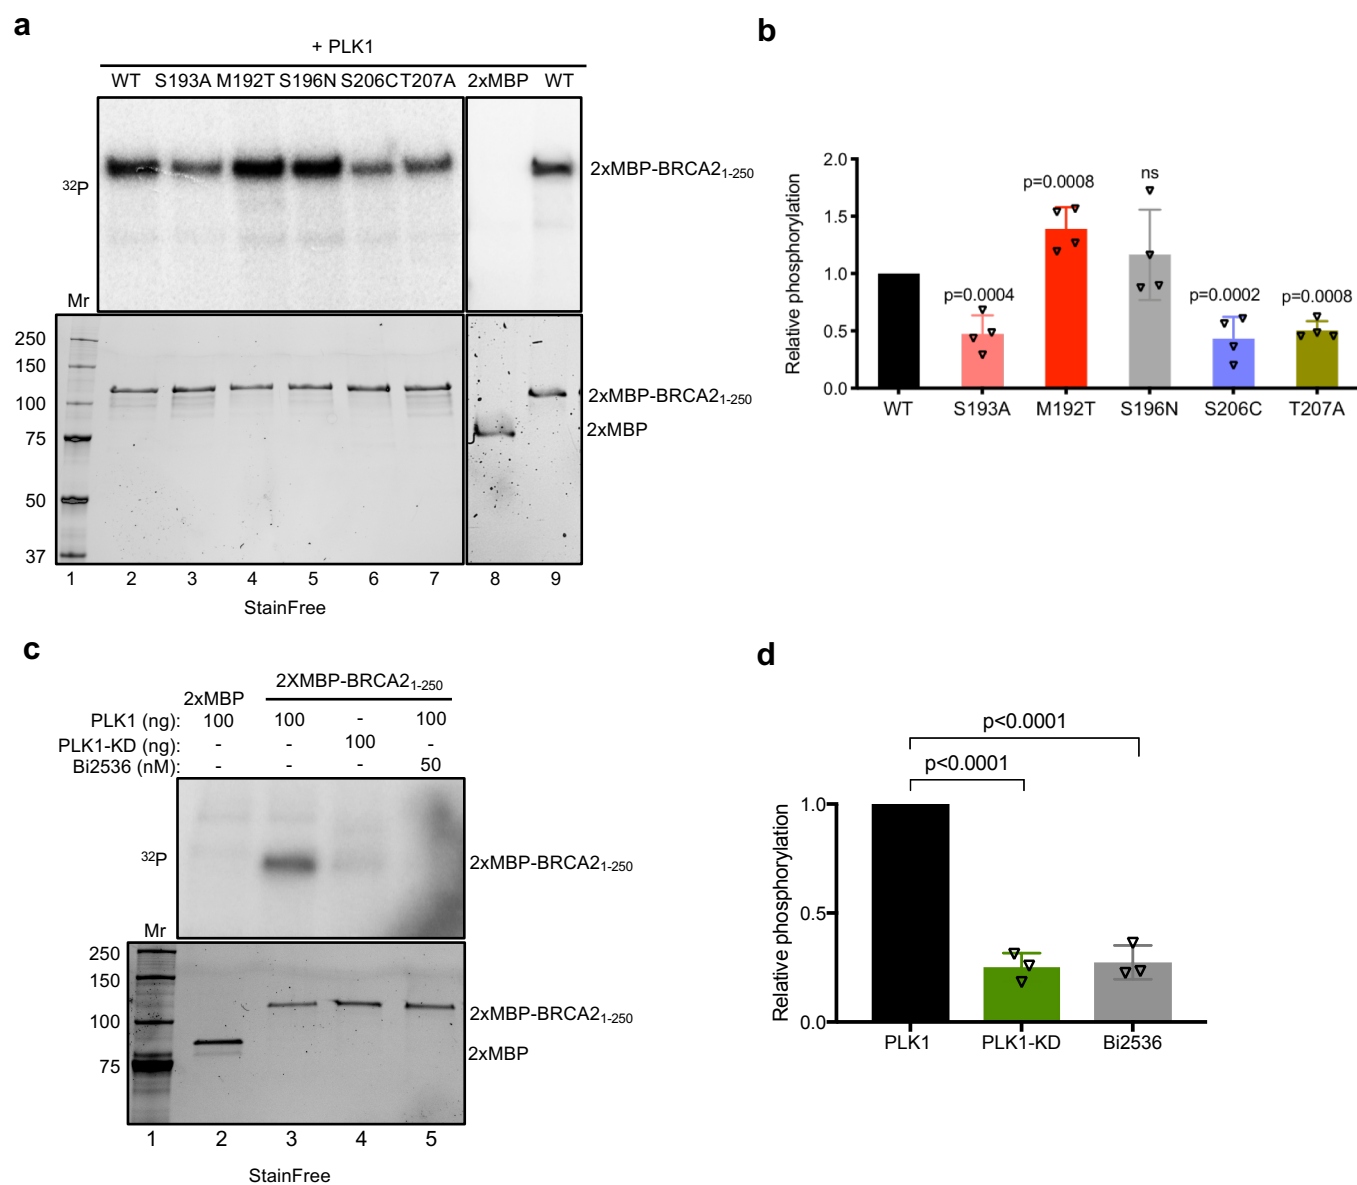 a
+ PLK1
WT S193A M192T S196N S206C T207A 2xMBP WT
32P
2xMBP-BRCA21-250
Mr
250
150
100
75
50
37
2xMBP-BRCA21-250
2xMBP
1 2 3 4 5 6 7 8 9
StainFree
b
Relative phosphorylation
2.0
1.5
1.0
0.5
0.0
p=0.0004
p=0.0008
ns
p=0.0002
p=0.0008
WT S193A M192T S196N S206C T207A
c
2xMBP 2XMBP-BRCA21-250
PLK1 (ng): 100 100 - 100
PLK1-KD (ng): - - 100 -
Bi2536 (nM): - - - 50
32P
2xMBP-BRCA21-250
Mr
250
150
100
75
2xMBP-BRCA21-250
2xMBP
1 2 3 4 5
StainFree
d
Relative phosphorylation
p<0.0001
p<0.0001
1.0
0.5
0.0
PLK1 PLK1-KD Bi2536